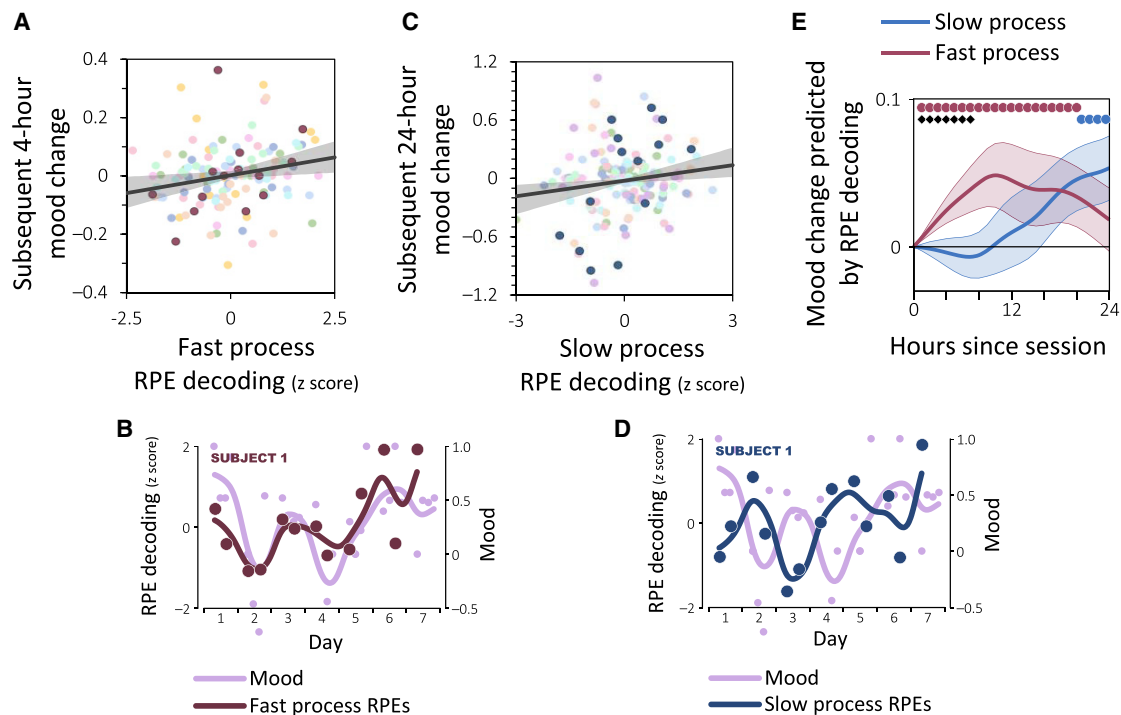 A
Subsequent 4-hour
mood change
0.4
0.2
0
−0.2
−0.4
-2.5
0
2.5
Fast process
RPE decoding (z score)
C
Subsequent 24-hour
mood change
1.2
0.6
0
−0.6
−1.2
-3
0
3
Slow process
RPE decoding (z score)
E
Slow process
Fast process
Mood change predicted
by RPE decoding
0.1
0
0
12
24
Hours since session
B
RPE decoding (z score)
2
0
−2
SUBJECT 1
1.0
0.5
0
−0.5
Mood
1 2 3 4 5 6 7
Day
Mood
Fast process RPEs
D
RPE decoding (z score)
2
0
−2
SUBJECT 1
1.0
0.5
0
−0.5
Mood
1 2 3 4 5 6 7
Day
Mood
Slow process RPEs